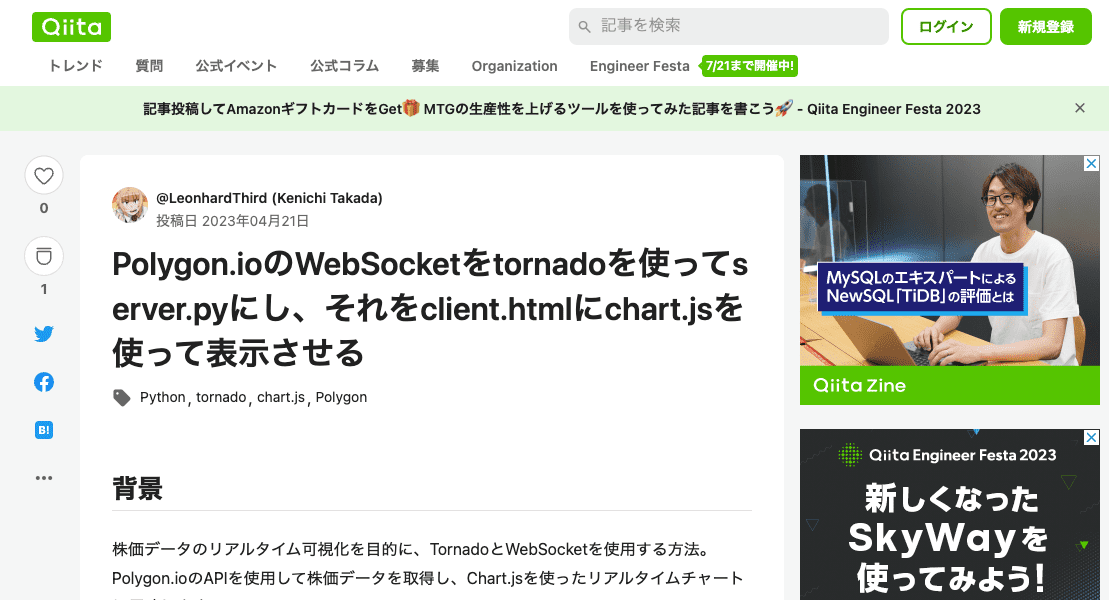 Qiita
記事を検索
ログイン
新規登録
トレンド
質問
公式イベント
公式コラム
募集
Organization
Engineer Festa
7/21まで開催中!
記事投稿してAmazonギフトカードをGet🎁 MTGの生産性を上げるツールを使ってみた記事を書こう🚀 - Qiita Engineer Festa 2023
0
1
B!
@LeonhardThird (Kenichi Takada)
投稿日 2023年04月21日
Polygon.ioのWebSocketをtornadoを使ってs
erver.pyにし、それをclient.htmlにchart.jsを
使って表示させる
Python, tornado, chart.js, Polygon
背景
株価データのリアルタイム可視化を目的に、TornadoとWebSocketを使用する方法。
Polygon.ioのAPIを使用して株価データを取得し、Chart.jsを使ったリアルタイムチャート
MySQLのエキスパートによる
NewSQL「TiDB」の評価とは
Qiita Zine
Qiita Engineer Festa 2023
新しくなった
SkyWayを
使ってみよう!